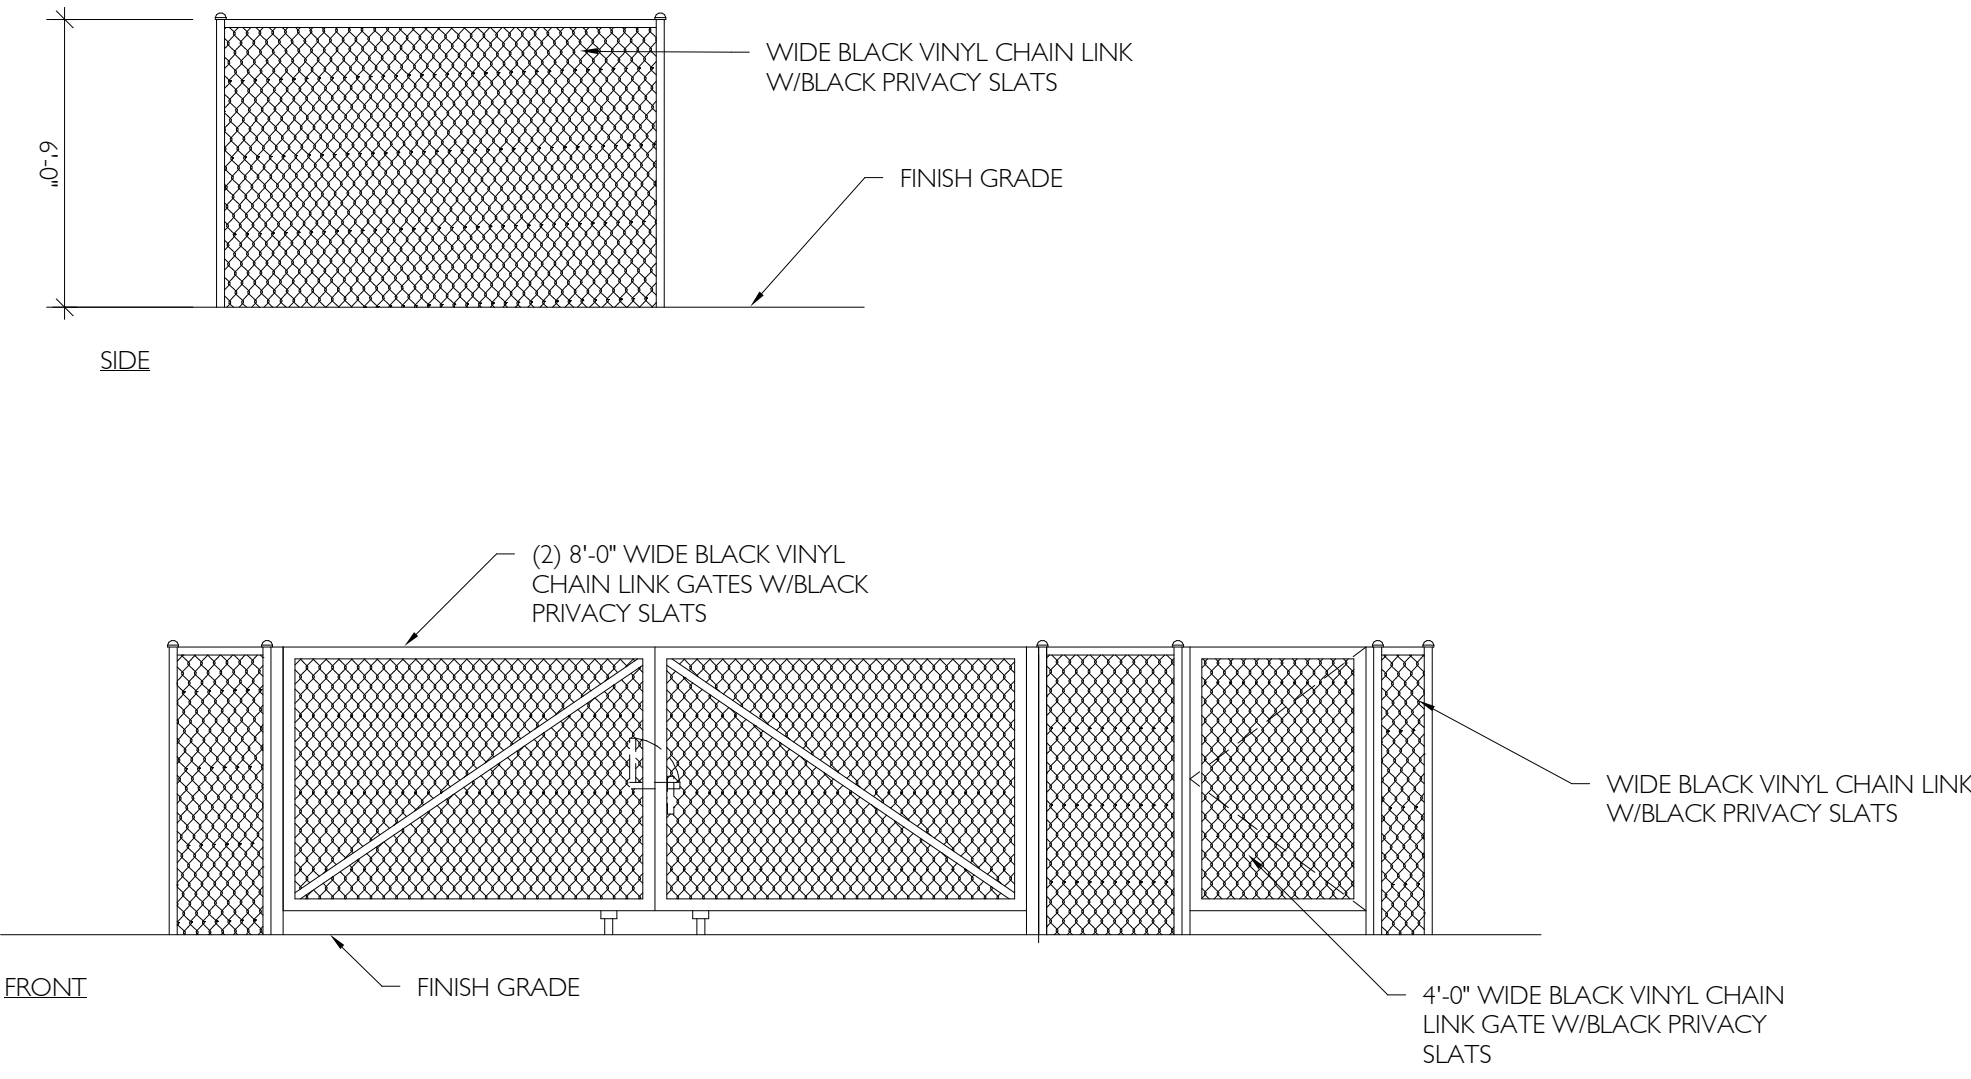 WIDE BLACK VINYL CHAIN LINK
W/BLACK PRIVACY SLATS
6'-0"
FINISH GRADE
SIDE
(2) 8'-0" WIDE BLACK VINYL
CHAIN LINK GATES W/BLACK
PRIVACY SLATS
WIDE BLACK VINYL CHAIN LINK
W/BLACK PRIVACY SLATS
FRONT
FINISH GRADE
4'-0" WIDE BLACK VINYL CHAIN
LINK GATE W/BLACK PRIVACY
SLATS